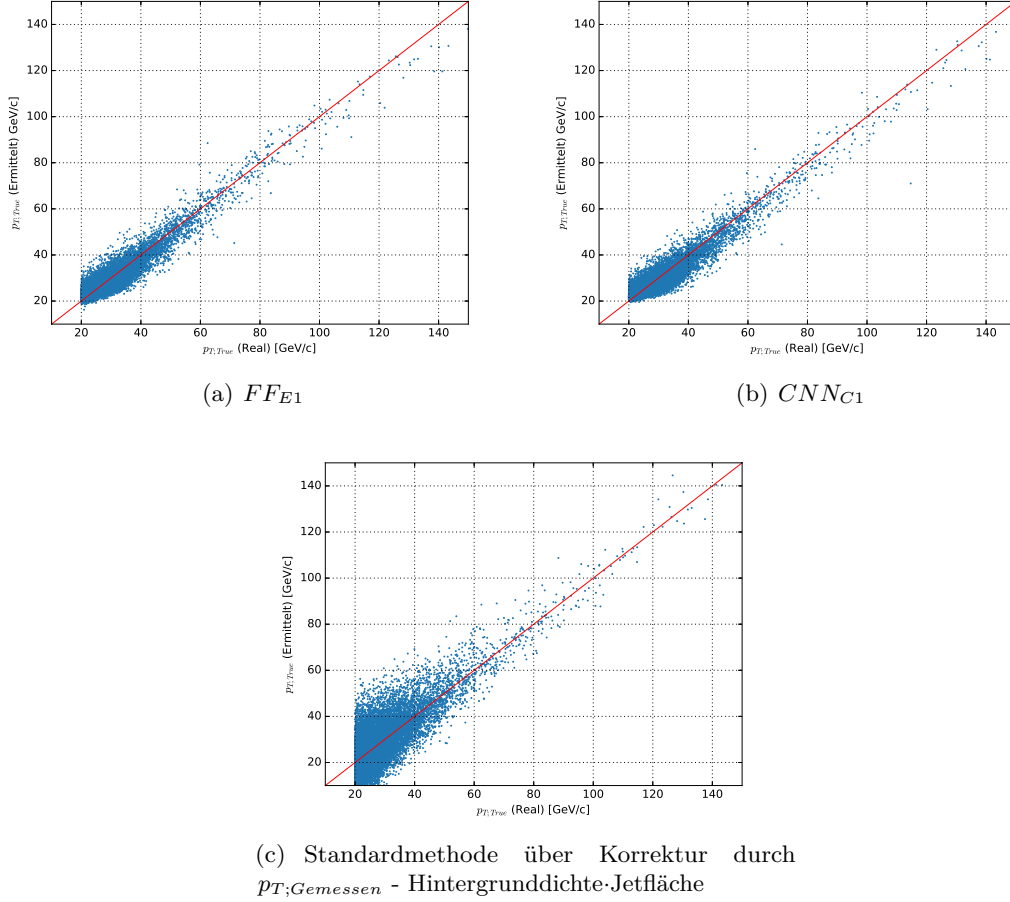 140
120
100
80
60
40
20
p_{T;True} (Ermittelt) GeV/c]
20 40 60 80 100 120 140
p_{T;True} (Real) [GeV/c]
(a) FF_{E1}
140
120
100
80
60
40
20
p_{T;True} (Ermittelt) GeV/c]
20 40 60 80 100 120 140
p_{T;True} (Real) [GeV/c]
(b) CNN_{C1}
140
120
100
80
60
40
20
p_{T;True} (Ermittelt) [GeV/c]
20 40 60 80 100 120 140
p_{T;True} (Real) [GeV/c]
(c) Standardmethode über Korrektur durch
p_{T;Gemessen} - Hintergrunddichte·Jetfläche